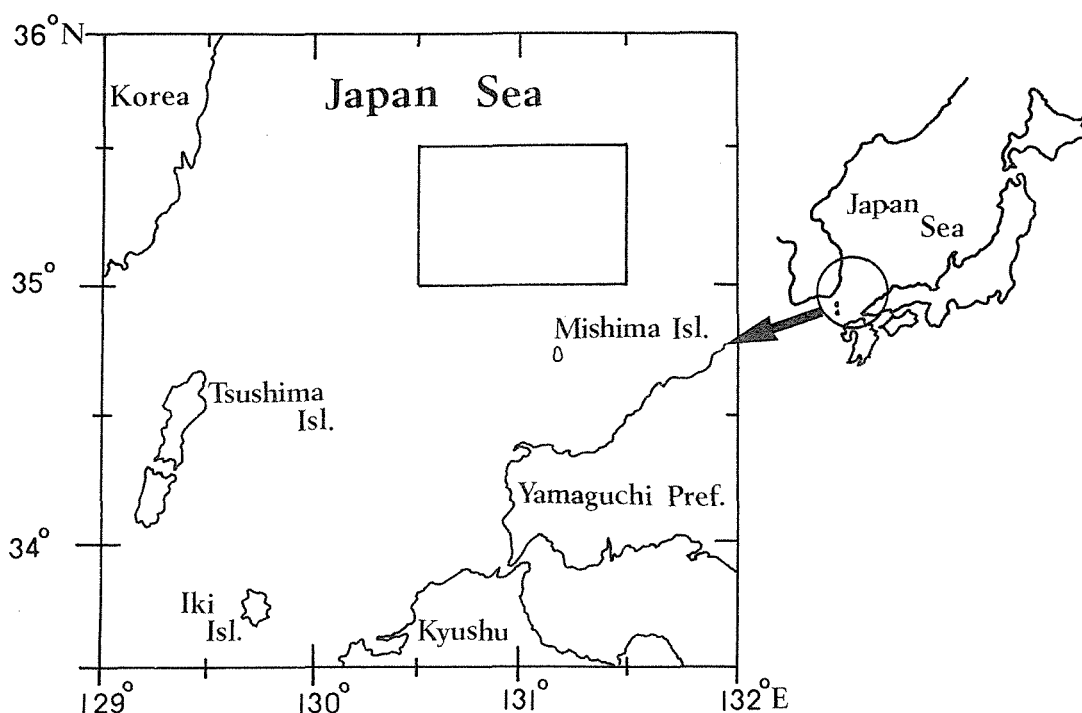 36°N
Korea
Japan Sea
35°
Mishima Isl.
Tsushima
Isl.
Yamaguchi Pref.
34°
Iki
Isl.
Kyushu
129°
130°
131°
132°E
Japan
Sea